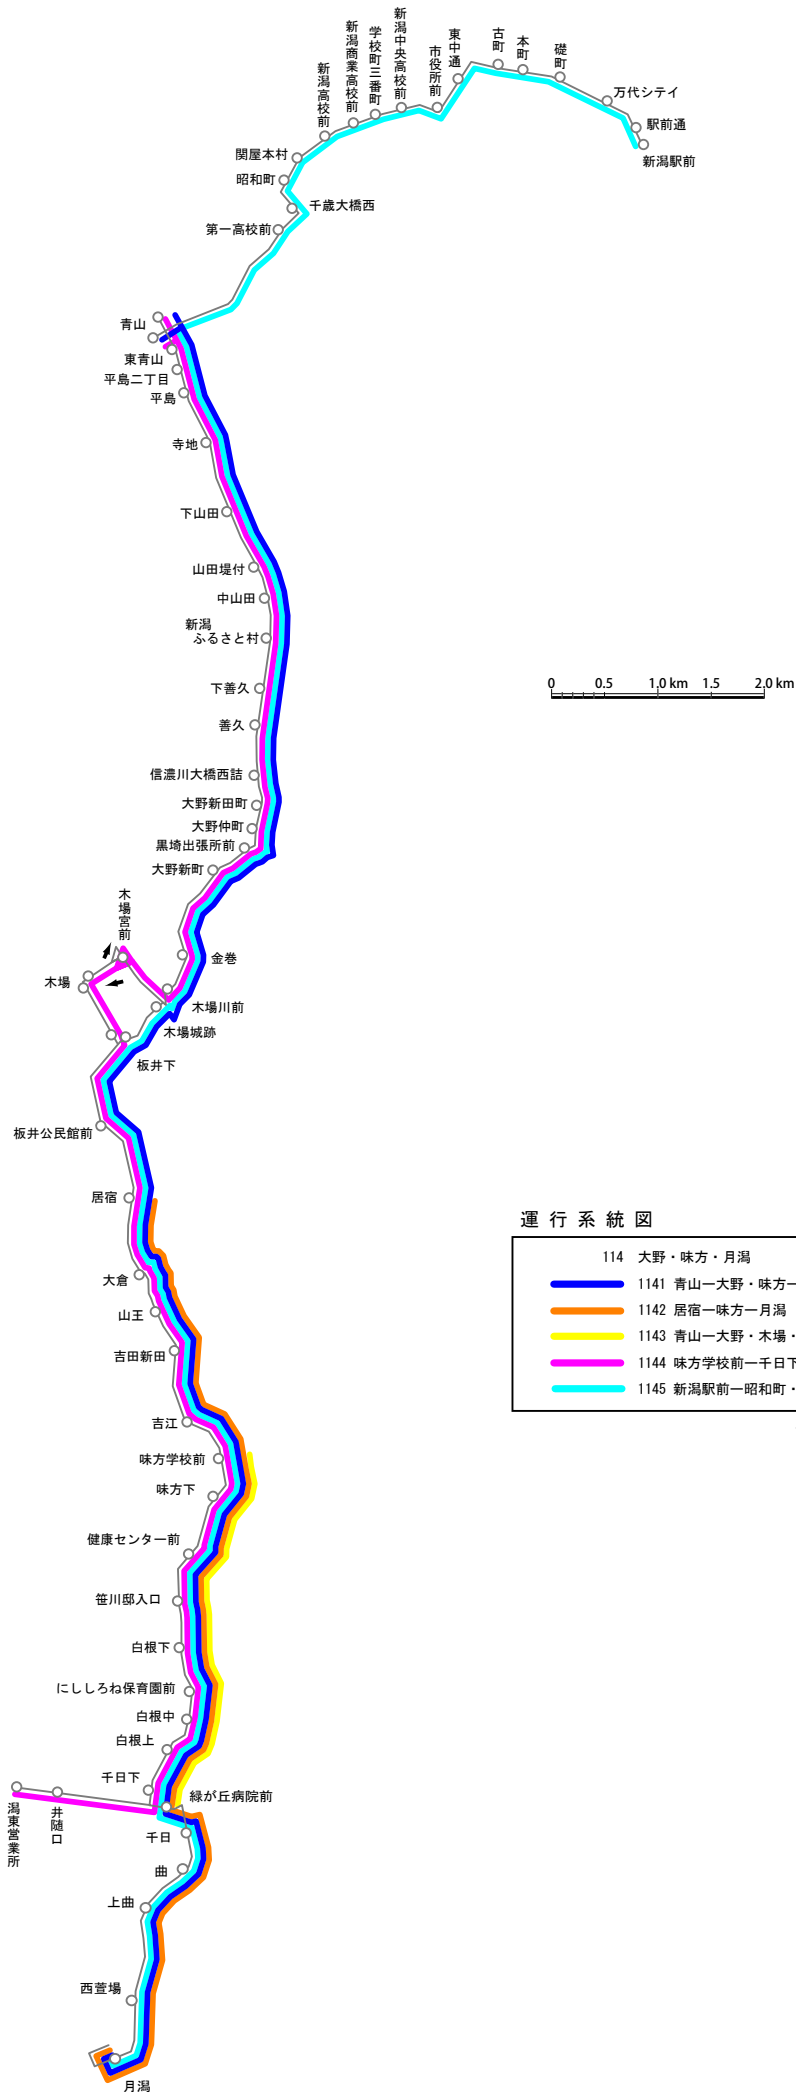 新潟高校前
新潟商業高校前
学校町三番町
新潟中央高校前
市役所前
東中通
古町
本町
礎町
万代シテイ
駅前通
新潟駅前
関屋本村
昭和町
千歳大橋西
第一高校前
青山
東青山
平島二丁目
平島
寺地
下山田
山田堤付
中山田
新潟
ふるさと村
下善久
善久
信濃川大橋西詰
大野新田町
大野仲町
黒埼出張所前
大野新町
木場宮前
金巻
木場
木場川前
木場城跡
板井下
板井公民館前
居宿
大倉
山王
吉田新田
吉江
味方学校前
味方下
健康センター前
笹川邸入口
白根下
にししろね保育園前
白根中
白根上
千日下
緑が丘病院前
潟東営業所
井随口
千日
曲
上曲
西萱場
月潟
0 0.5 1.0 km 1.5 2.0 km
運行系統図
114 大野・味方・月潟
1141 青山ー大野・味方ー
1142 居宿ー味方ー月潟
1143 青山ー大野・木場・
1144 味方学校前ー千日下
1145 新潟駅前ー昭和町・